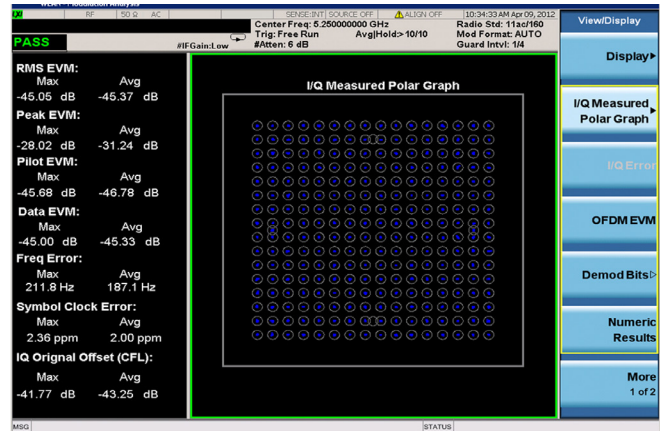 WLAN - Modulation Analysis
RF 50 Ω AC SENSE:INT SOURCE OFF ALIGN OFF 10:34:33 AM Apr 09, 2012
Center Freq: 5.250000000 GHz Radio Std: 11ac/160
Trig: Free Run Avg|Hold:> 10/10 Mod Format: AUTO
#IFGain:Low #Atten: 6 dB Guard Intvl: 1/4
PASS
RMS EVM:
Max Avg
-45.05 dB -45.37 dB
Peak EVM:
Max Avg
-28.02 dB -31.24 dB
Pilot EVM:
Max Avg
-45.68 dB -46.78 dB
Data EVM:
Max Avg
-45.00 dB -45.33 dB
Freq Error:
Max Avg
211.8 Hz 187.1 Hz
Symbol Cloc k Error:
Max Avg
2.36 ppm 2.00 ppm
IQ Orignal Offset (CFL):
Max Avg
-41.77 dB -43.25 dB
I/Q Measured Polar Graph
View/Display
Display
I/Q Measured
Polar Graph
I/Q Error
OFDM EVM
Demod Bits
Numeric
Results
More
1 of 2
MSG STATUS